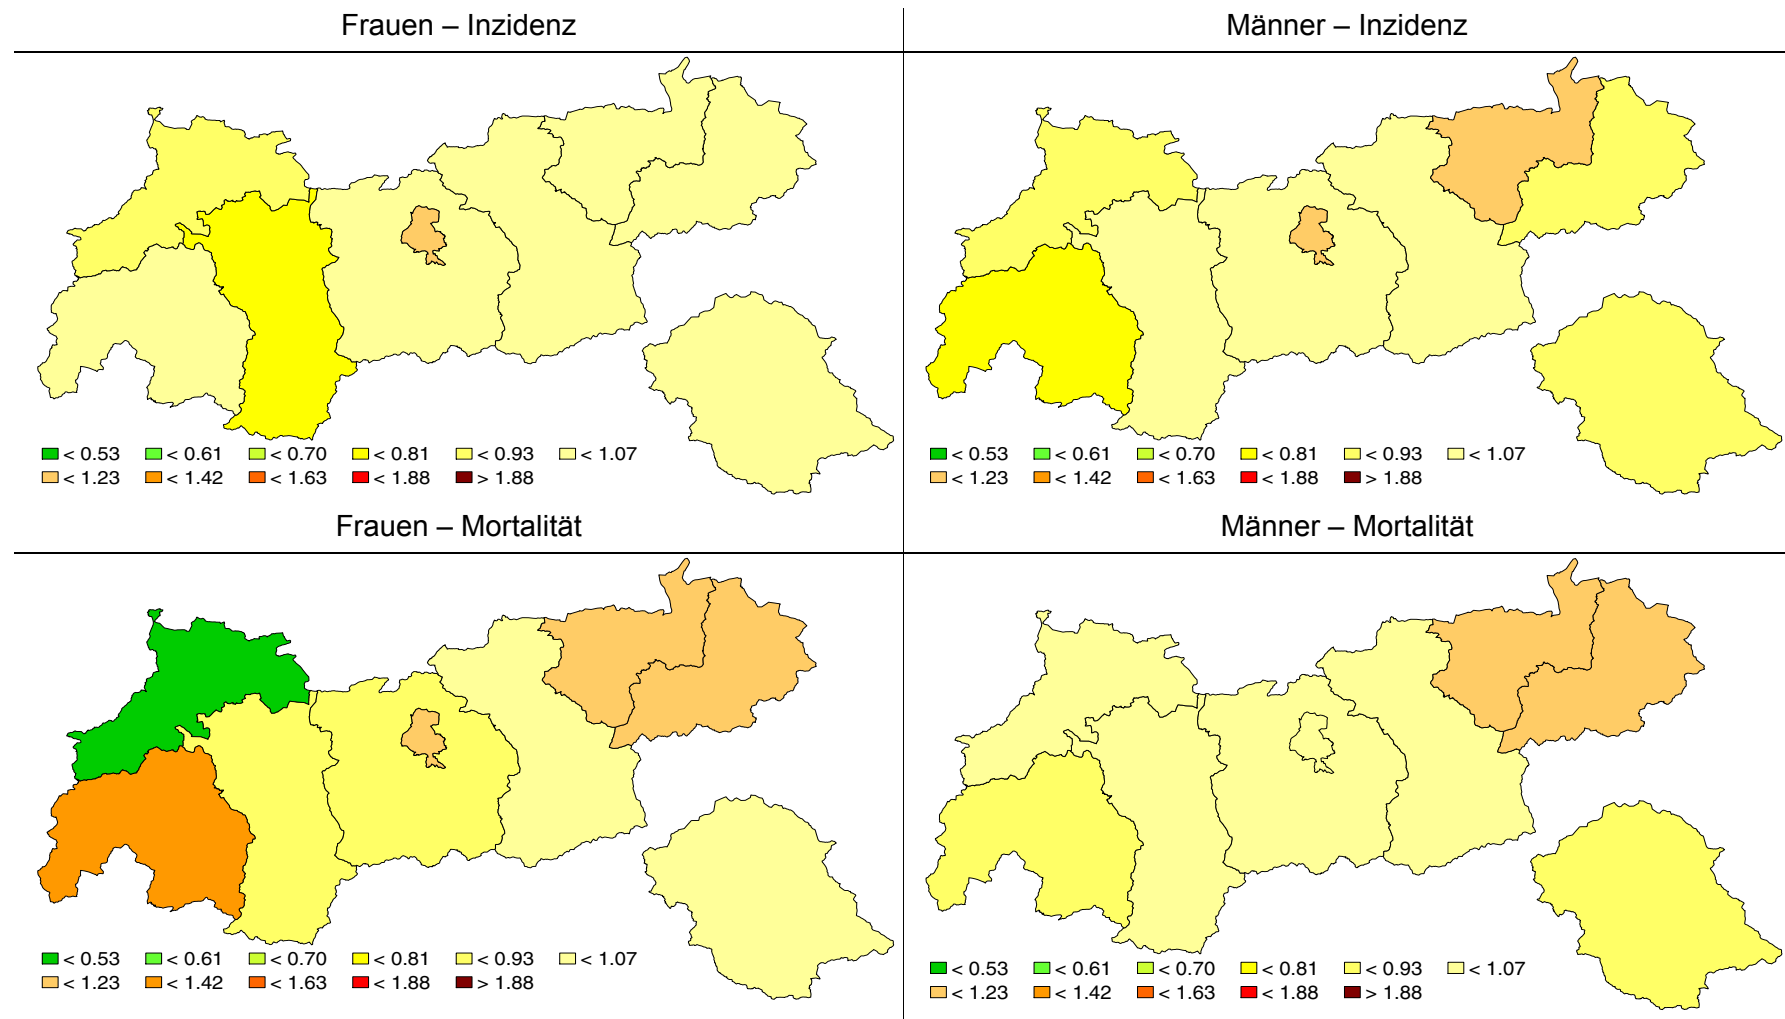 Frauen – Inzidenz
Männer – Inzidenz
< 0.53 < 0.61 < 0.70 < 0.81 < 0.93 < 1.07
< 1.23 < 1.42 < 1.63 < 1.88 > 1.88
< 0.53 < 0.61 < 0.70 < 0.81 < 0.93 < 1.07
< 1.23 < 1.42 < 1.63 < 1.88 > 1.88
Frauen – Mortalität
Männer – Mortalität
< 0.53 < 0.61 < 0.70 < 0.81 < 0.93 < 1.07
< 1.23 < 1.42 < 1.63 < 1.88 > 1.88
< 0.53 < 0.61 < 0.70 < 0.81 < 0.93 < 1.07
< 1.23 < 1.42 < 1.63 < 1.88 > 1.88